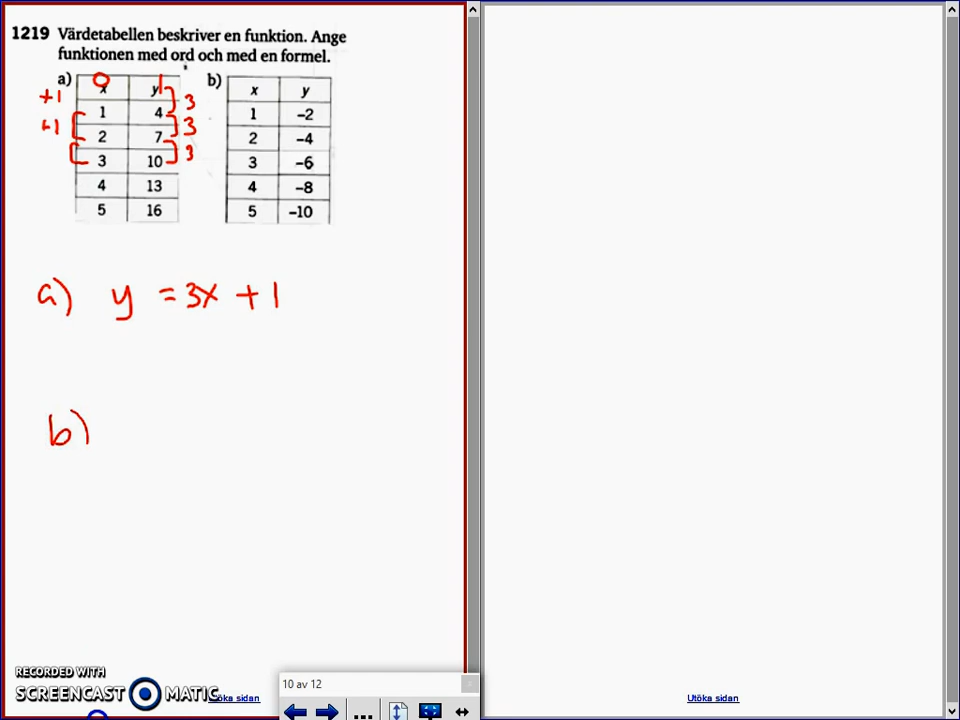 1219 Värdetabellen beskriver en funktion. Ange
funktionen med ord och med en formel.
a) x y b) x y
0 1
+1 3
1 4 1 –2
+1 3
2 7 2 –4
3
3 10 3 –6
4 13 4 –8
5 16 5 –10
a) y = 3x + 1
b)
RECORDED WITH
SCREENCAST MATIC
Utöka sidan
10 av 12
Utöka sidan